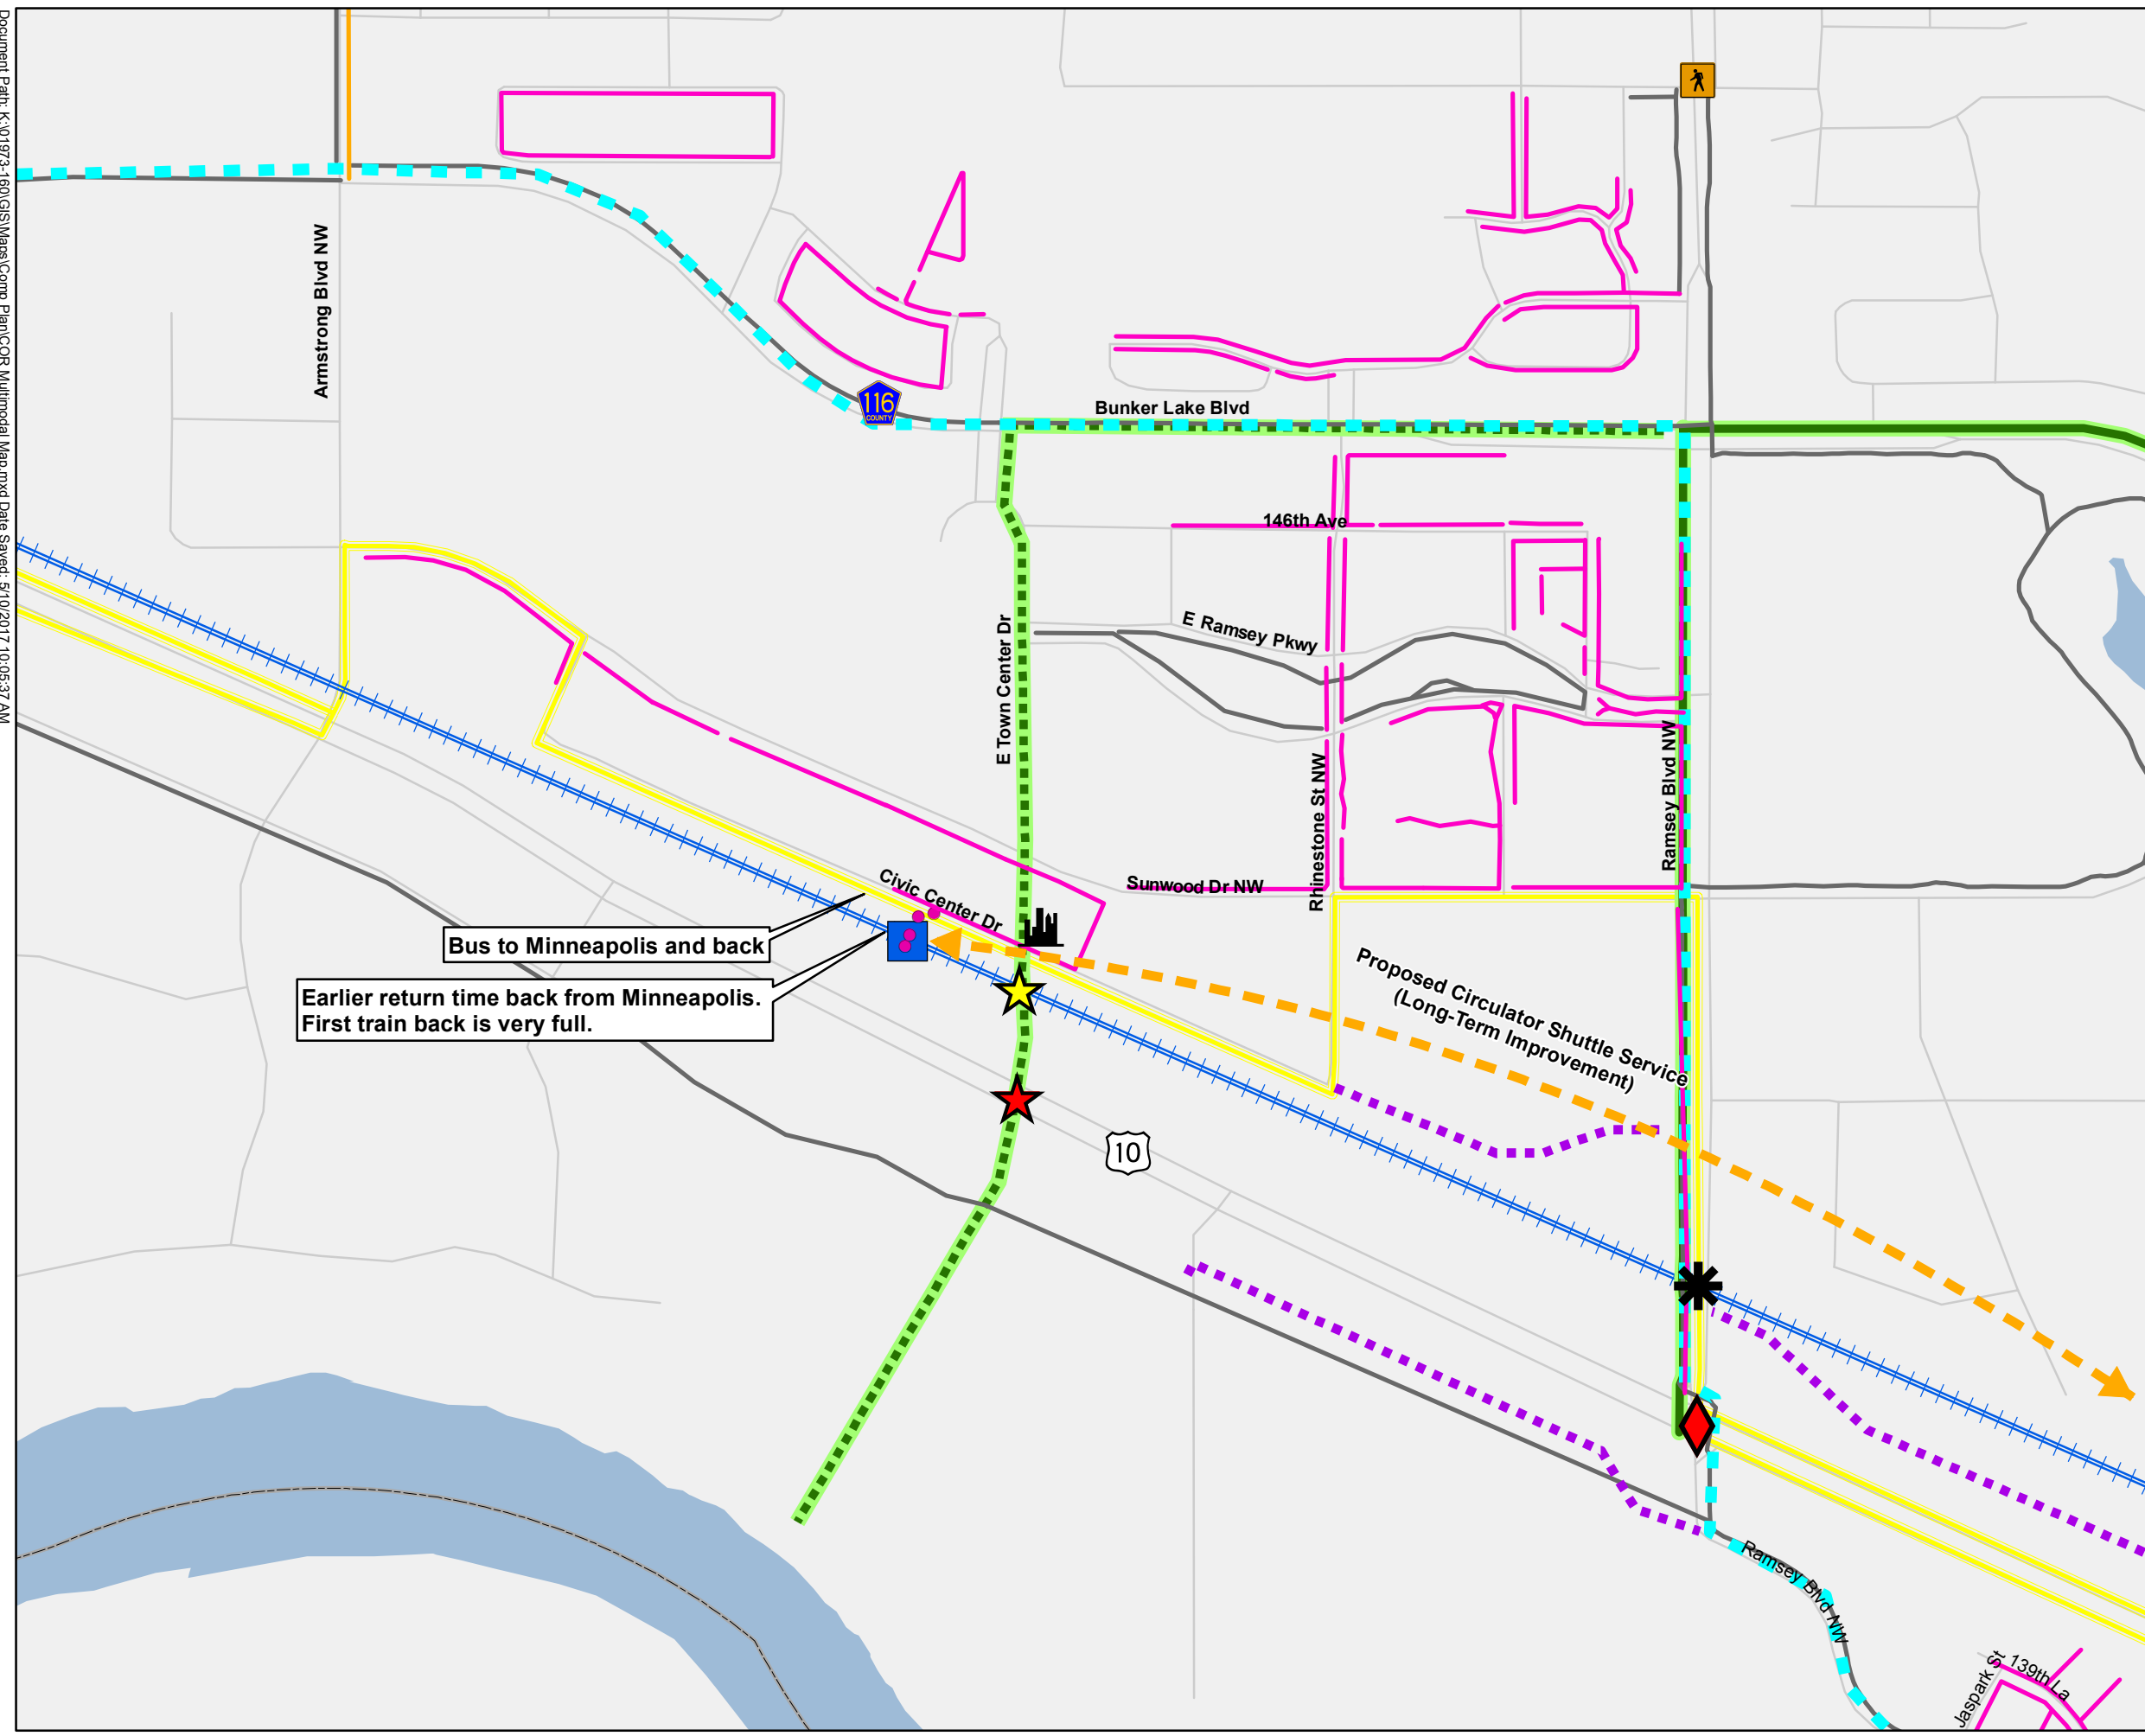 Document Path: K:\01973-160\GIS\Maps\Comp Plan\COR Multimodal Map.mxd Date Saved: 5/10/2017 10:05:37 AM
Armstrong Blvd NW
116
COUNTY
Bunker Lake Blvd
146th Ave
E Ramsey Pkwy
E Town Center Dr
Rhinestone St NW
Ramsey Blvd NW
Civic Center Dr
Sunwood Dr NW
Bus to Minneapolis and back
Earlier return time back from Minneapolis.
First train back is very full.
Proposed Circulator Shuttle Service
(Long-Term Improvement)
10
Ramsey Blvd NW
Jaspark St
139th La